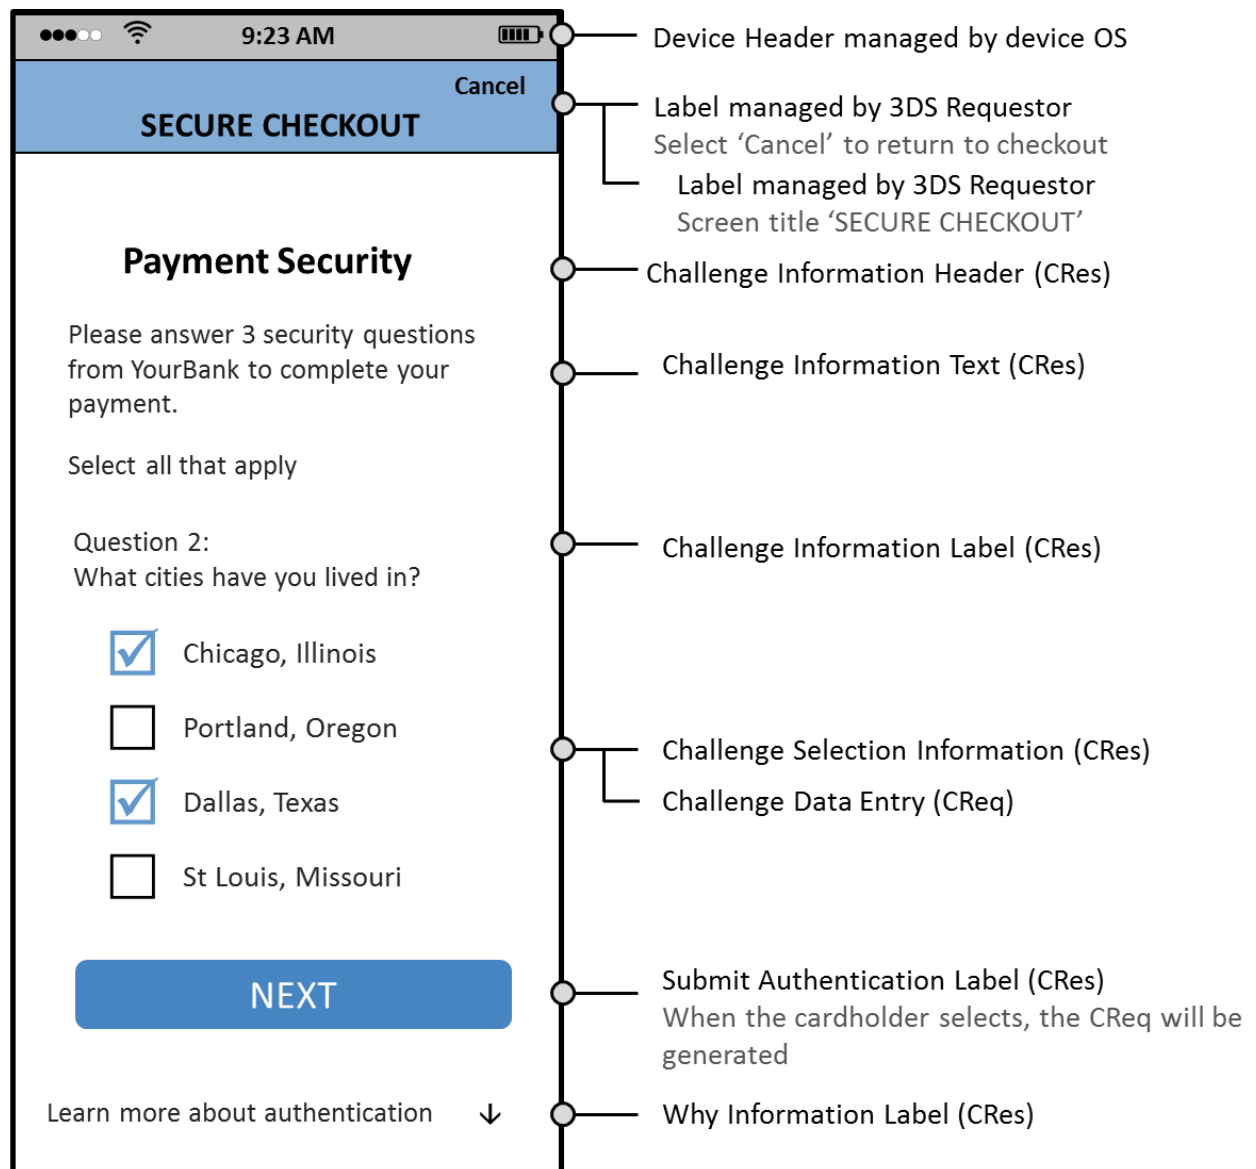 9:23 AM
Device Header managed by device OS
Cancel
SECURE CHECKOUT
Label managed by 3DS Requestor
Select ‘Cancel’ to return to checkout
Label managed by 3DS Requestor
Screen title ‘SECURE CHECKOUT’
Payment Security
Challenge Information Header (CRes)
Please answer 3 security questions
from YourBank to complete your
payment.
Challenge Information Text (CRes)
Select all that apply
Question 2:
What cities have you lived in?
Challenge Information Label (CRes)
Chicago, Illinois
Portland, Oregon
Dallas, Texas
St Louis, Missouri
Challenge Selection Information (CRes)
Challenge Data Entry (CReq)
NEXT
Submit Authentication Label (CRes)
When the cardholder selects, the CReq will be
generated
Learn more about authentication
Why Information Label (CRes)